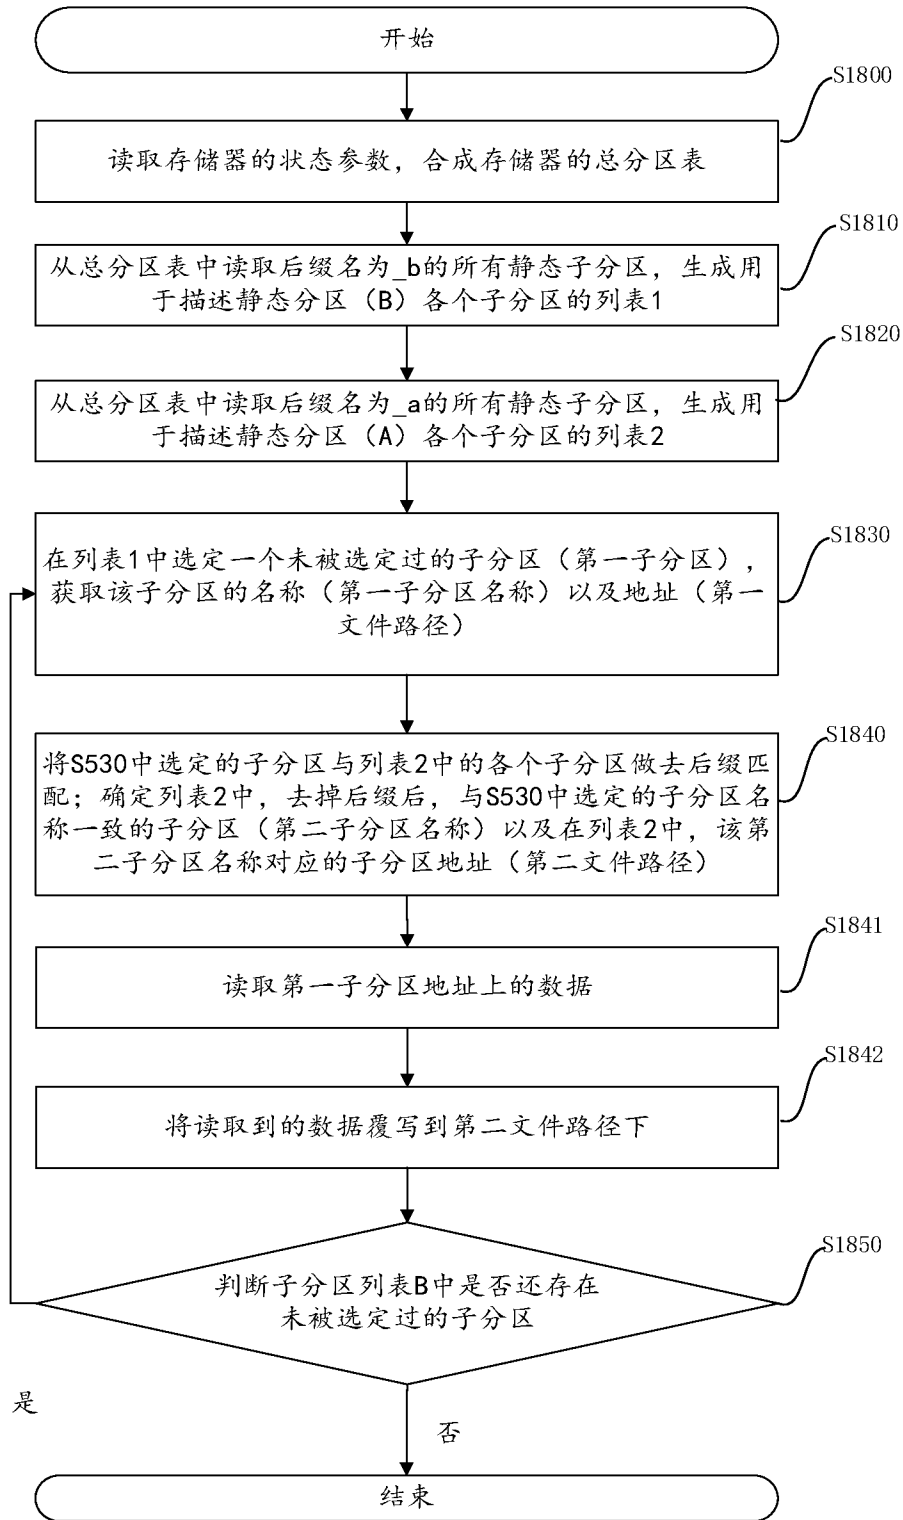 开始
S1800
读取存储器的状态参数，合成存储器的总分区表
S1810
从总分区表中读取后缀名为_b的所有静态子分区，生成用
于描述静态分区（B）各个子分区的列表1
S1820
从总分区表中读取后缀名为_a的所有静态子分区，生成用
于描述静态分区（A）各个子分区的列表2
S1830
在列表1中选定一个未被选定过的子分区（第一子分区），
获取该子分区的名称（第一子分区名称）以及地址（第一
文件路径）
S1840
将S530中选定的子分区与列表2中的各个子分区做去后缀匹
配；确定列表2中，去掉后缀后，与S530中选定的子分区名
称一致的子分区（第二子分区名称）以及在列表2中，该第
二子分区名称对应的子分区地址（第二文件路径）
S1841
读取第一子分区地址上的数据
S1842
将读取到的数据覆写到第二文件路径下
S1850
判断子分区列表B中是否还存在
未被选定过的子分区
是
否
结束